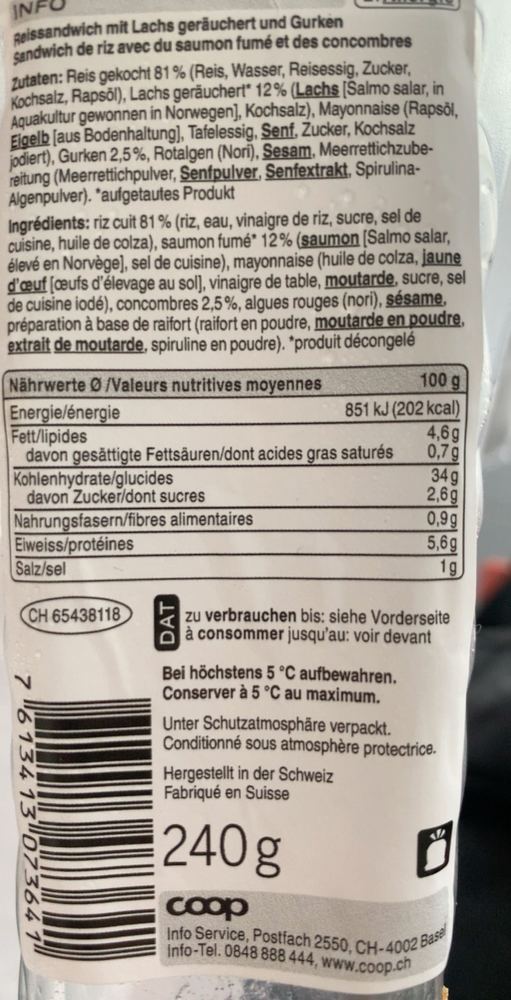 INFO
Reissandwich mit Lachs geräuchert und Gurken
Sandwich de riz avec du saumon fumé et des concombres
Zutaten: Reis gekocht 81% (Reis, Wasser, Reisessig, Zucker,
Kochsalz, Rapsöl), Lachs geräuchert* 12% (Lachs [Salmo salar, in
Aquakultur gewonnen in Norwegen], Kochsalz), Mayonnaise (Rapsöl,
Eigelb [aus Bodenhaltung], Tafelessig, Senf, Zucker, Kochsalz
jodiert), Gurken 2,5%, Rotalgen (Nori), Sesam, Meerrettichzube-
reitung (Meerrettichpulver, Senfpulver, Senfextrakt, Spirulina-
Algenpulver). *aufgetautes Produkt
Ingrédients: riz cuit 81% (riz, eau, vinaigre de riz, sucre, sel de
cuisine, huile de colza), saumon fumé* 12% (saumon [Salmo salar,
élevé en Norvège], sel de cuisine), mayonnaise (huile de colza, jaune
d'œuf [œufs d'élevage au sol], vinaigre de table, moutarde, sucre, sel
de cuisine iodé), concombres 2,5%, algues rouges (nori), sésame,
préparation à base de raifort (raifort en poudre, moutarde en poudre,
extrait de moutarde, spiruline en poudre). *produit décongelé
Nährwerte Ø/Valeurs nutritives moyennes 100 g
Energie/énergie 851 kJ (202 kcal)
Fett/lipides 4,6g
davon gesättigte Fettsäuren/dont acides gras saturés 0,7g
Kohlenhydrate/glucides 34g
davon Zucker/dont sucres 2,6g
Nahrungsfasern/fibres alimentaires 0,9g
Eiweiss/protéines 5,6g
Salz/sel 1g
CH 65438118
DAT
zu verbrauchen bis: siehe Vorderseite
à consommer jusqu'au: voir devant
Bei höchstens 5 °C aufbewahren.
Conserver à 5 °C au maximum.
Unter Schutzatmosphäre verpackt.
Conditionné sous atmosphère protectrice.
Hergestellt in der Schweiz
Fabriqué en Suisse
7 613413 073641
240g
coop
Info Service, Postfach 2550, CH-4002 Basel
Info-Tel. 0848 888 444, www.coop.ch